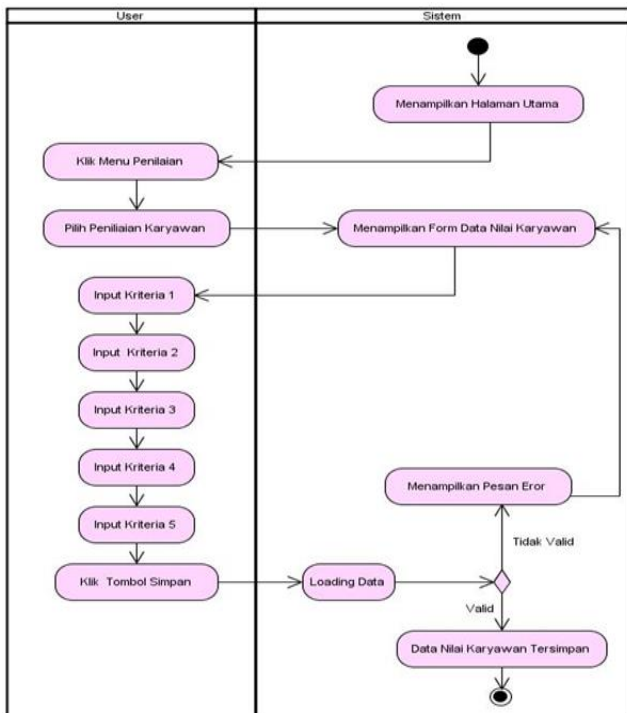 User
Sistem
Menampilkan Halaman Utama
Klik Menu Penilaian
Pilih Peniliaian Karyawan
Menampilkan Form Data Nilai Karyawan
Input Kriteria 1
Input Kriteria 2
Input Kriteria 3
Input Kriteria 4
Menampilkan Pesan Eror
Input Kriteria 5
Tidak Valid
Klik Tombol Simpan
Loading Data
Valid
Data Nilai Karyawan Tersimpan